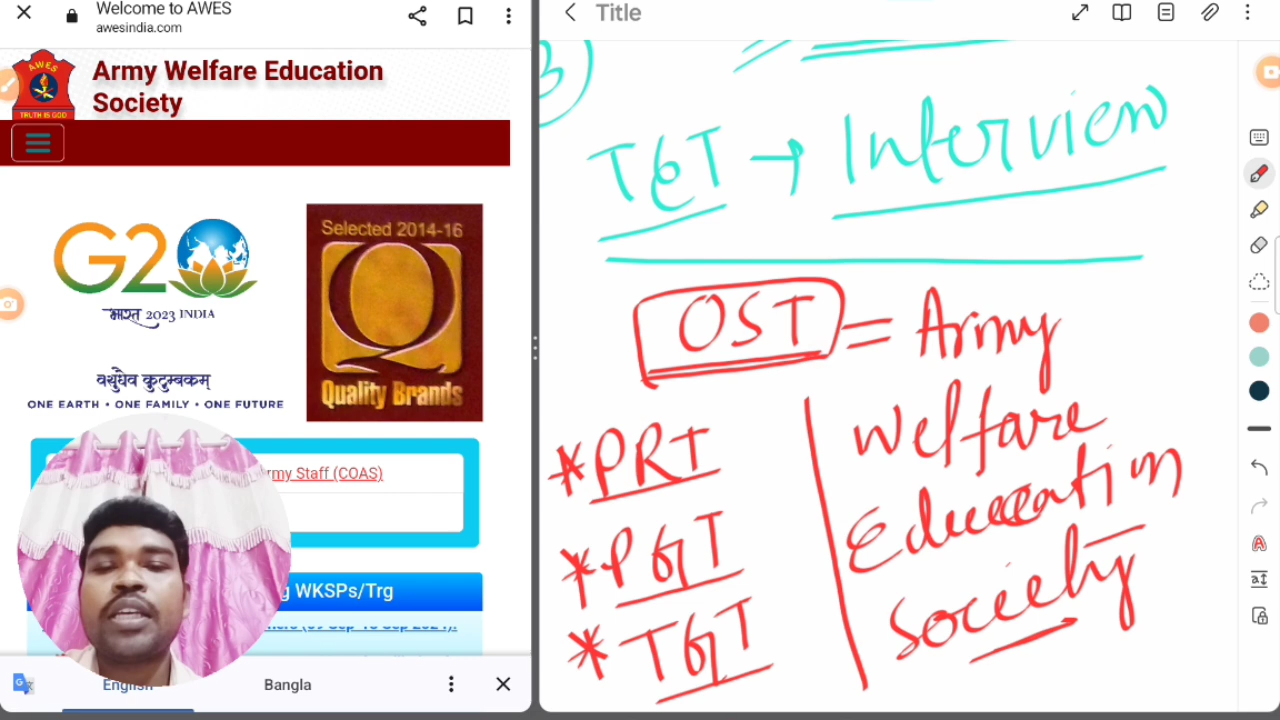 Welcome to AWES
awesindia.com
Army Welfare Education
Society
AWES
TRUTH IS GOD
G20
भारत 2023 INDIA
वसुधैव कुटुम्बकम्
ONE EARTH • ONE FAMILY • ONE FUTURE
Selected 2014-16
Q
Quality Brands
rmy Staff (COAS)
g WKSPs/Trg
English
Bangla
Title
3
TGT → Interview
OST = Army
Welfare
Education
Society
*PRT
*PGT
*TGT